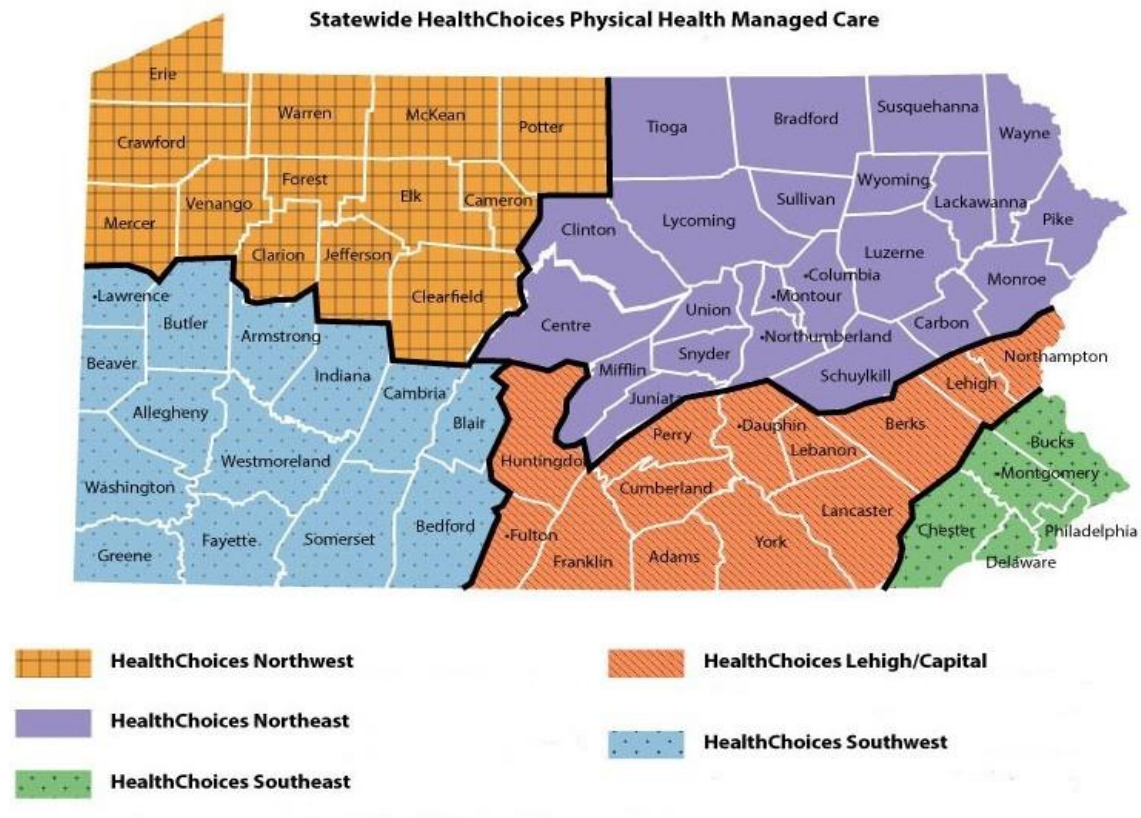 Statewide HealthChoices Physical Health Managed Care
Erie
Warren
McKean
Potter
Tioga
Bradford
Susquehanna
Wayne
Crawford
Forest
Elk
Cameron
Venango
Mercer
Clarion
Jefferson
Clearfield
Clinton
Lycoming
Sullivan
Wyoming
Lackawanna
Pike
Luzerne
Monroe
•Columbia
•Montour
Union
Centre
•Northumberland
Carbon
Snyder
Mifflin
Juniata
Schuylkill
Northampton
Lehigh
•Lawrence
Butler
Armstrong
Beaver
Indiana
Cambria
Blair
Allegheny
Westmoreland
Washington
Greene
Fayette
Somerset
Bedford
Huntingdo
Perry
•Dauphin
Lebanon
Berks
Cumberland
Lancaster
•Fulton
Franklin
Adams
York
•Bucks
•Montgomery
Chester
Philadelphia
Delaware
HealthChoices Northwest
HealthChoices Lehigh/Capital
HealthChoices Northeast
HealthChoices Southwest
HealthChoices Southeast